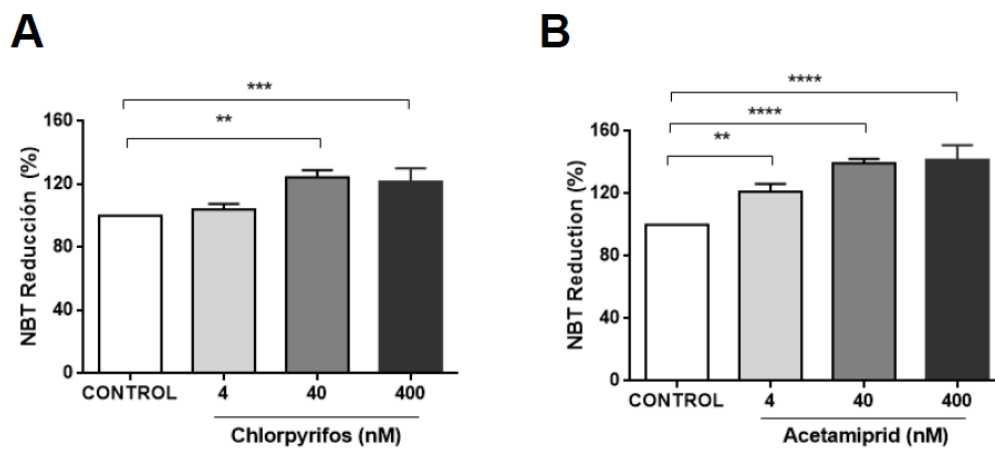 A
***
**
160
120
80
40
0
NBT Reducción (%)
CONTROL 4 40 400
Chlorpyrifos (nM)
B
****
****
**
160
120
80
40
0
NBT Reduction (%)
CONTROL 4 40 400
Acetamiprid (nM)